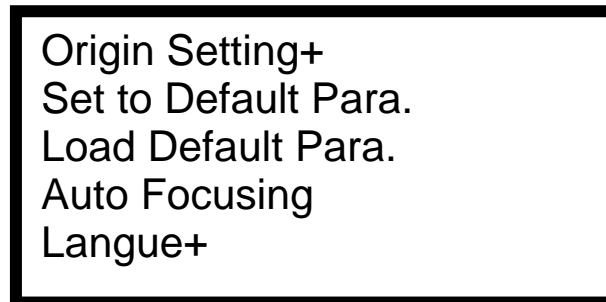 Origin Setting+
Set to Default Para.
Load Default Para.
Auto Focusing
Langue+